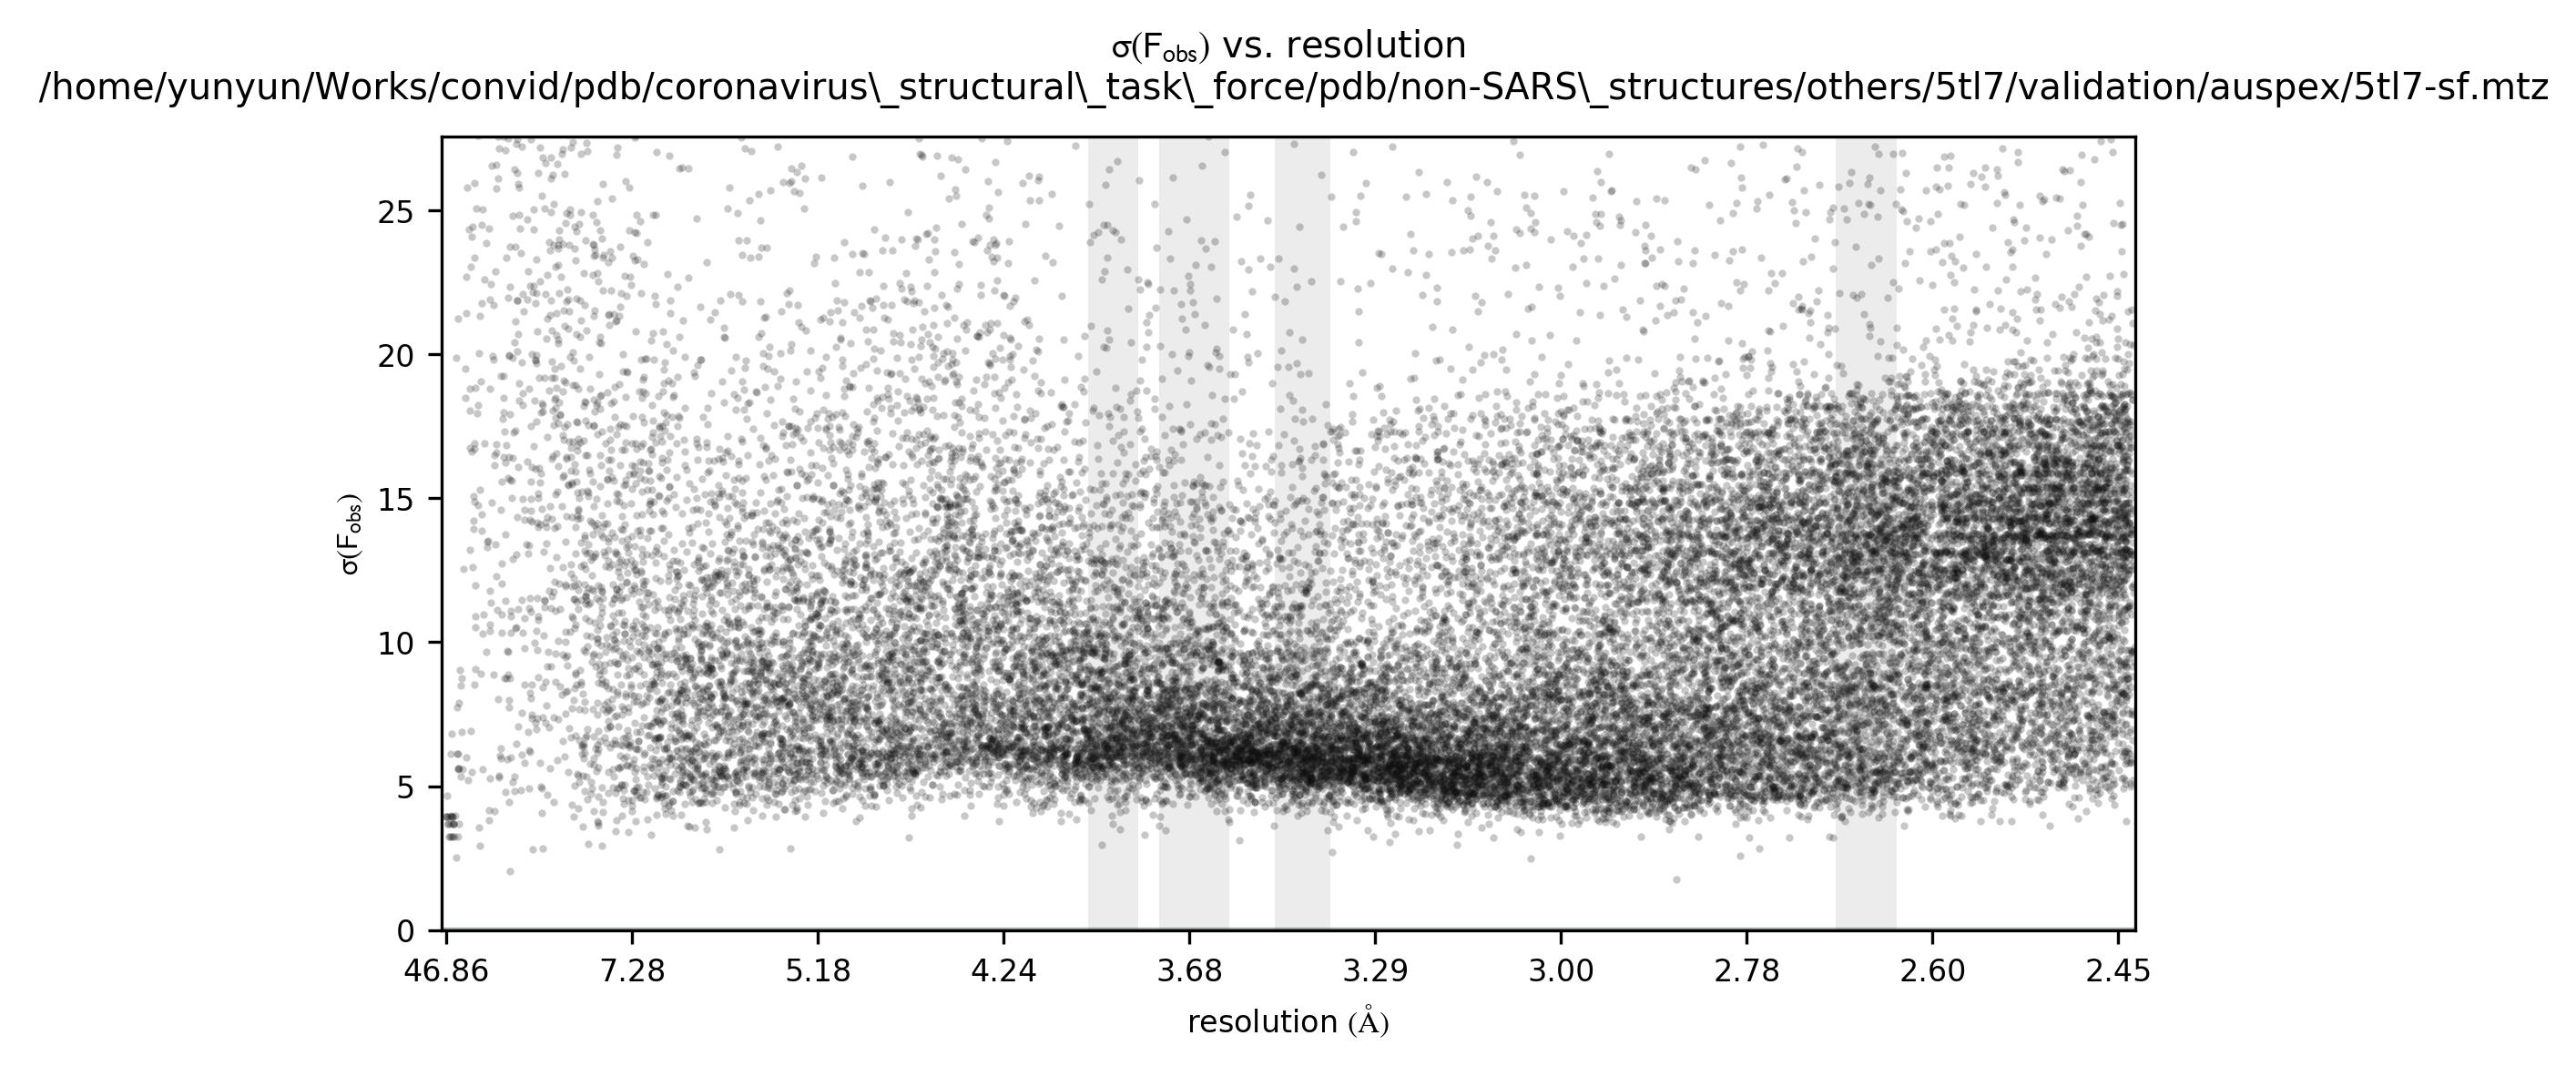 σ(Fobs) vs. resolution
/home/yunyun/Works/convid/pdb/coronavirus\_structural\_task\_force/pdb/non-SARS\_structures/others/5tl7/validation/auspex/5tl7-sf.mtz
25
20
15
10
5
0
σ(Fobs)
46.86 7.28 5.18 4.24 3.68 3.29 3.00 2.78 2.60 2.45
resolution (Å)